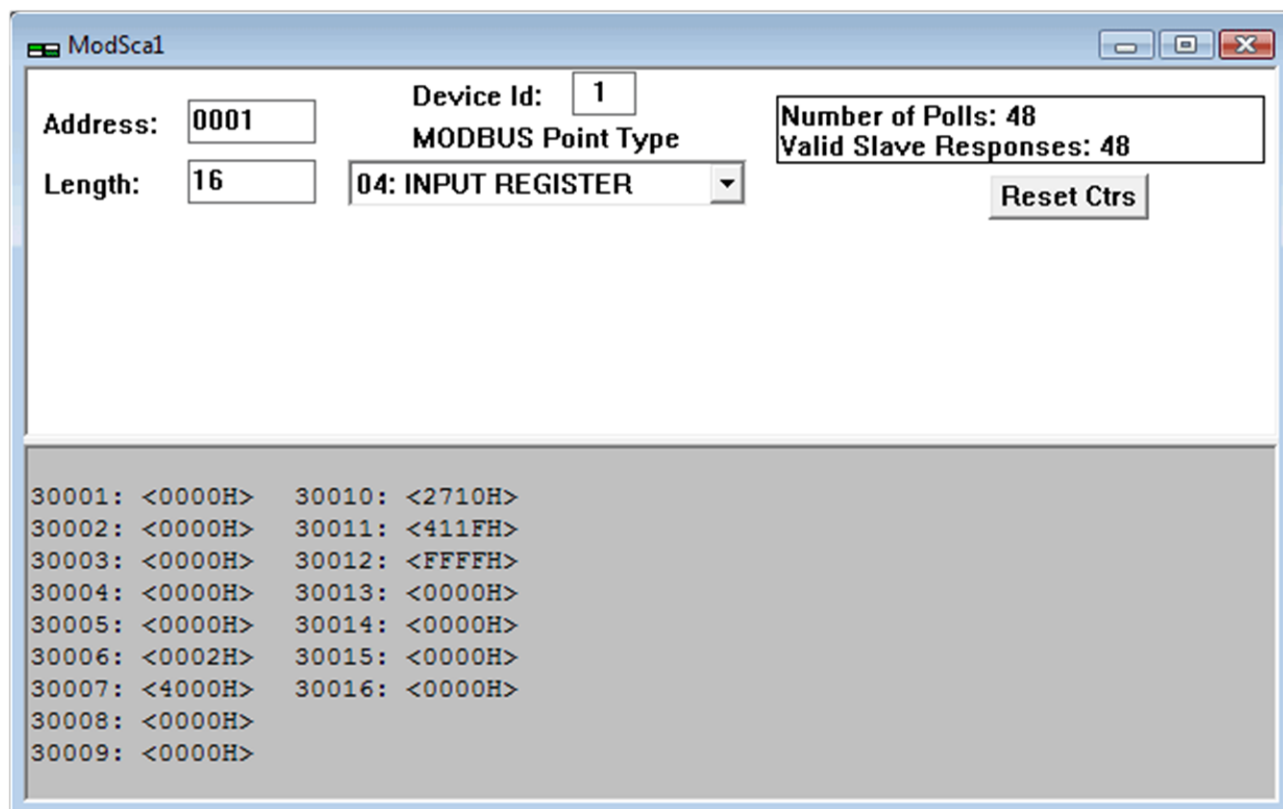 ModSca1
Address: 0001
Device Id: 1
MODBUS Point Type
Length: 16
04: INPUT REGISTER
Number of Polls: 48
Valid Slave Responses: 48
Reset Ctrs
30001: <0000H> 30010: <2710H>
30002: <0000H> 30011: <411FH>
30003: <0000H> 30012: <FFFFH>
30004: <0000H> 30013: <0000H>
30005: <0000H> 30014: <0000H>
30006: <0002H> 30015: <0000H>
30007: <4000H> 30016: <0000H>
30008: <0000H>
30009: <0000H>